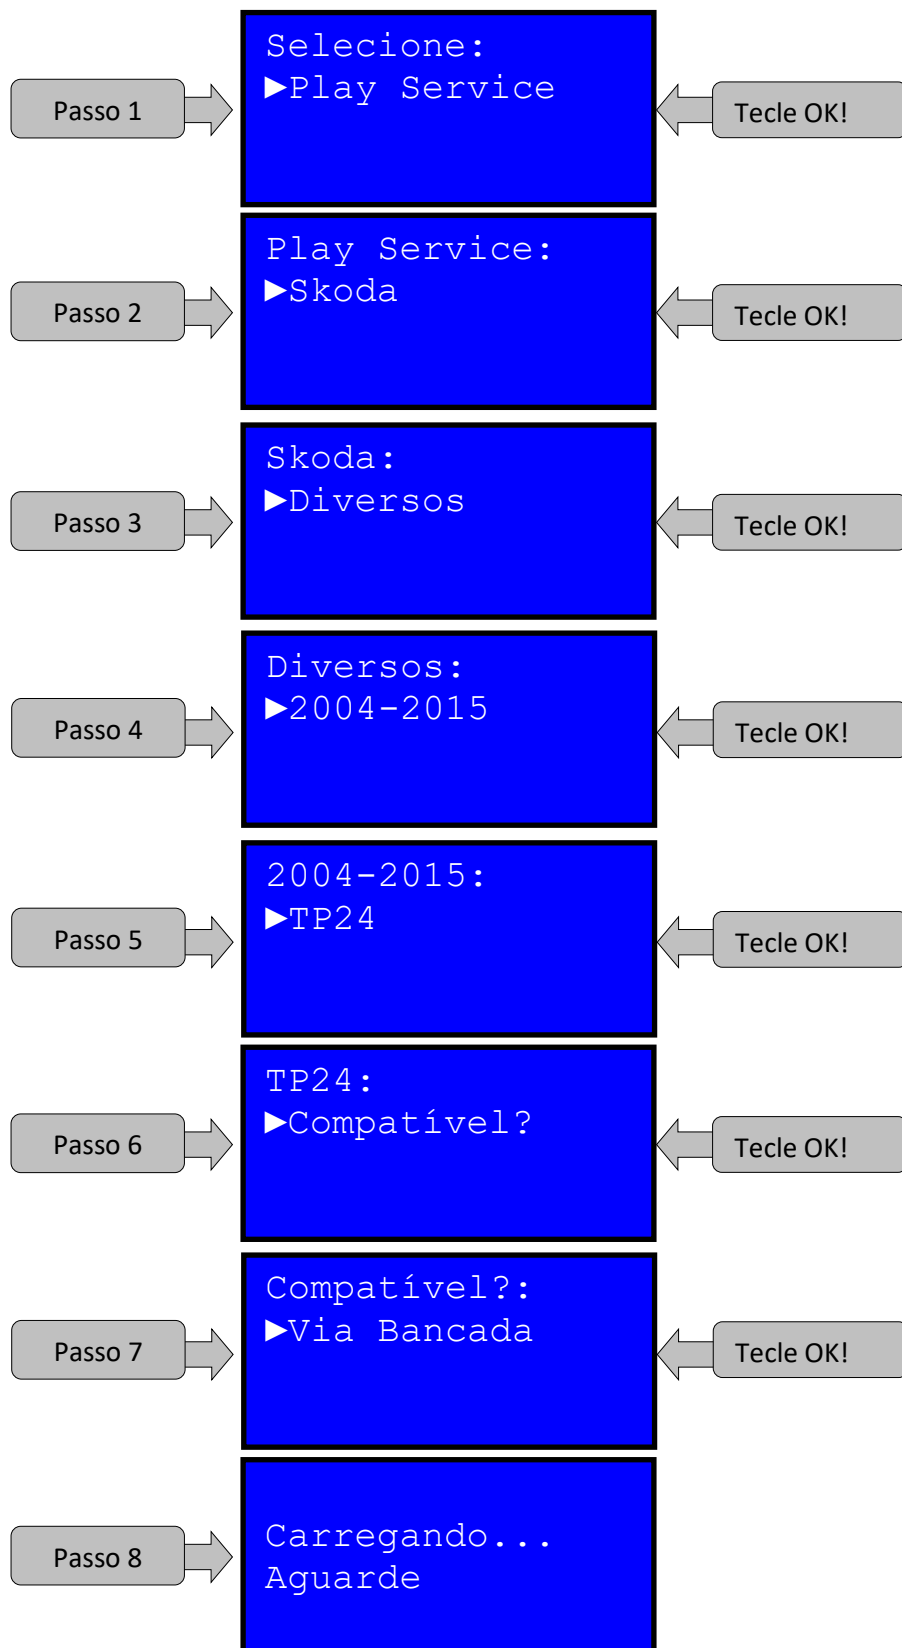 Passo 1
Selecione:
►Play Service
Tecle OK!
Passo 2
Play Service:
►Skoda
Tecle OK!
Passo 3
Skoda:
►Diversos
Tecle OK!
Passo 4
Diversos:
►2004-2015
Tecle OK!
Passo 5
2004-2015:
►TP24
Tecle OK!
Passo 6
TP24:
►Compatível?
Tecle OK!
Passo 7
Compatível?:
►Via Bancada
Tecle OK!
Passo 8
Carregando...
Aguarde